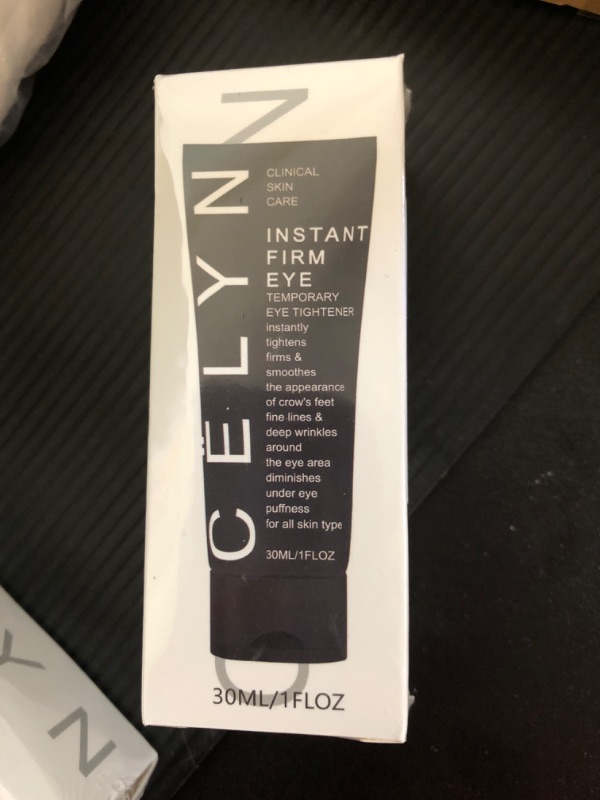 CËLYN
CLINICAL
SKIN
CARE
INSTANT
FIRM
EYE
TEMPORARY
EYE TIGHTENER
instantly
tightens
firms &
smoothes
the appearance
of crow's feet
fine lines &
deep wrinkles
around
the eye area
diminishes
under eye
puffness
for all skin type
30ML/1FLOZ
30ML/1FLOZ
Y N